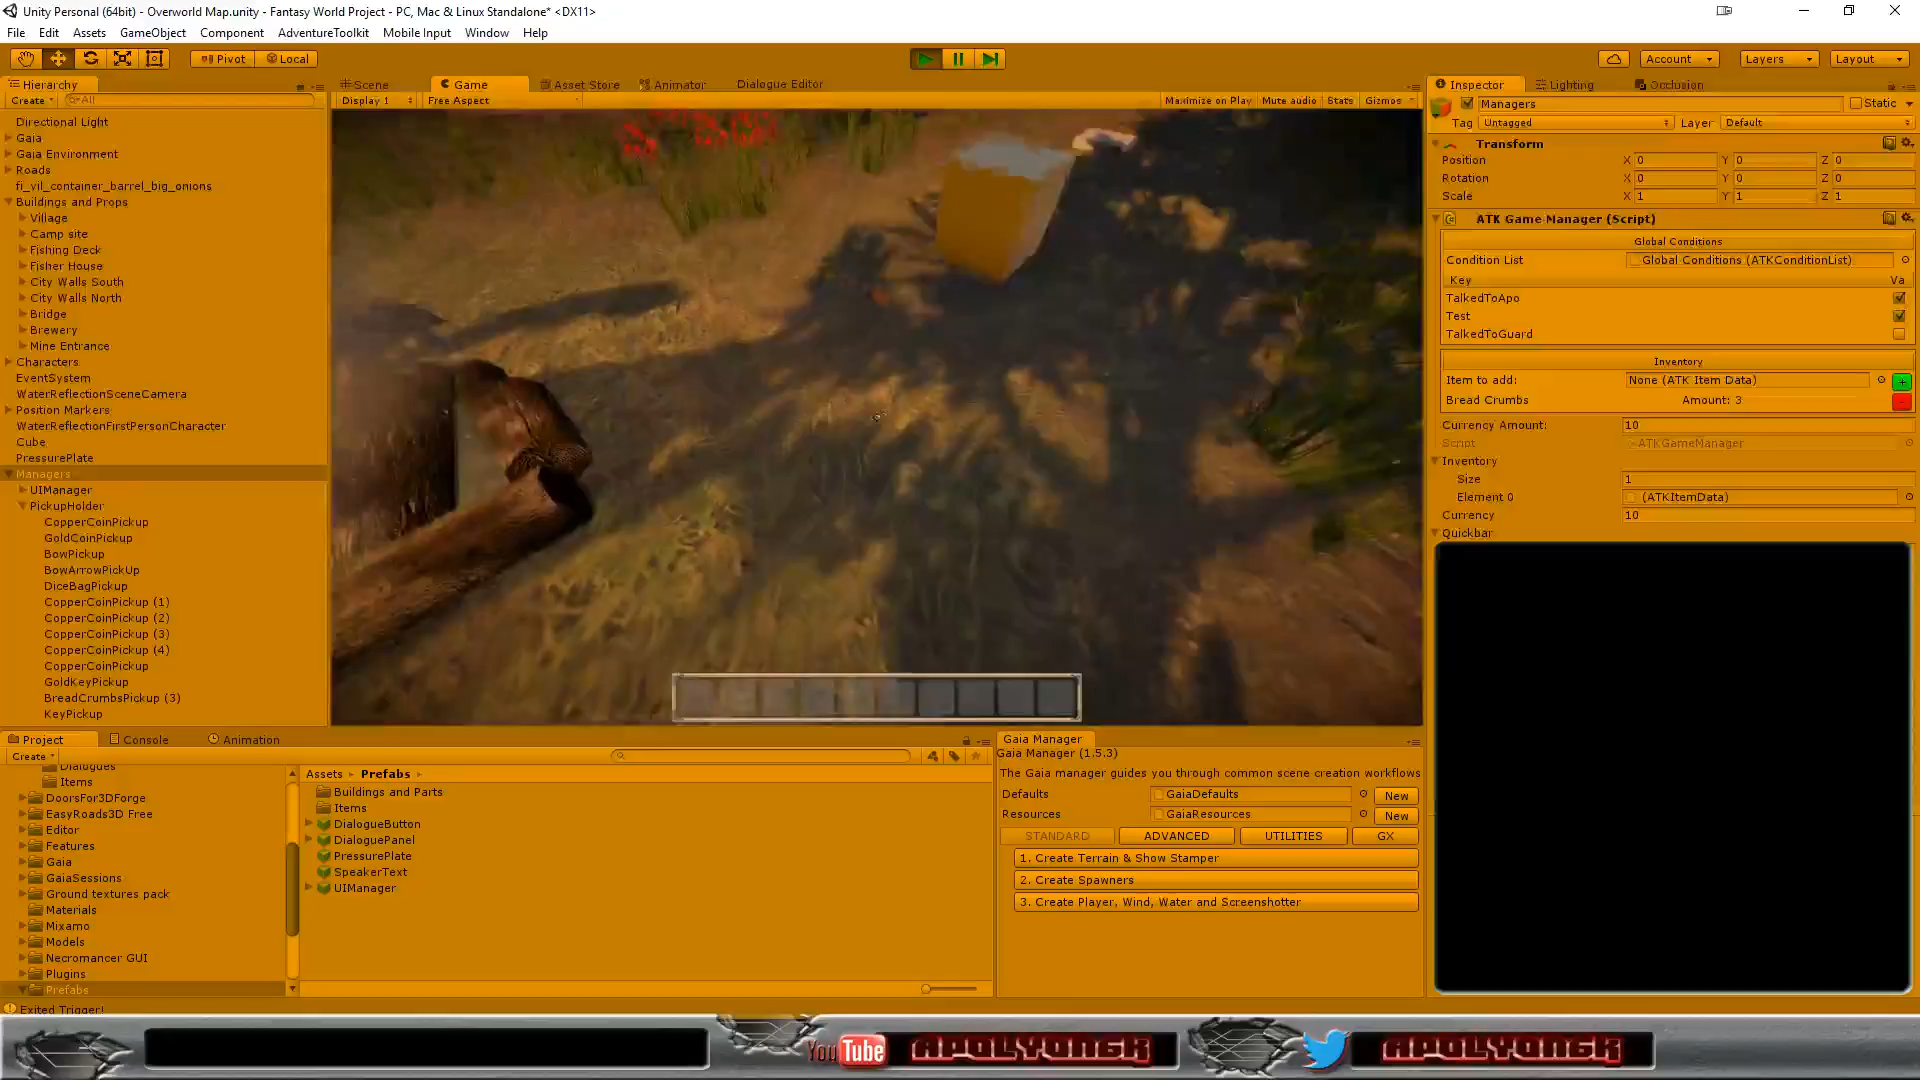 Unity Personal (64bit) - Overworld Map.unity - Fantasy World Project - PC, Mac & Linux Standalone* <DX11>
File Edit Assets GameObject Component AdventureToolkit Mobile Input Window Help
Pivot Local Account Layers Layout
Hierarchy
Create All
Directional Light
Gaia
Gaia Environment
Roads
fi_vil_container_barrel_big_onions
Buildings and Props
Village
Camp site
Fishing Deck
Fisher House
City Walls South
City Walls North
Bridge
Brewery
Mine Entrance
Characters
EventSystem
WaterReflectionSceneCamera
Position Markers
WaterReflectionFirstPersonCharacter
Cube
PressurePlate
Managers
UIManager
PickupHolder
CopperCoinPickup
GoldCoinPickup
BowPickup
BowArrowPickUp
DiceBagPickup
CopperCoinPickup (1)
CopperCoinPickup (2)
CopperCoinPickup (3)
CopperCoinPickup (4)
CopperCoinPickup
GoldKeyPickup
BreadCrumbsPickup (3)
KeyPickup
Scene Game Asset Store Animator Dialogue Editor
Display 1 Free Aspect Maximize on Play Mute audio Stats Gizmos
Inspector Lighting Occlusion
Managers Static
Tag Untagged Layer Default
Transform
Position X 0 Y 0 Z 0
Rotation X 0 Y 0 Z 0
Scale X 1 Y 1 Z 1
ATK Game Manager (Script)
Global Conditions
Condition List Global Conditions (ATKConditionList)
Key Va
TalkedToApo
Test
TalkedToGuard
Inventory
Item to add: None (ATK Item Data) +
Bread Crumbs Amount: 3
Currency Amount: 10
Script ATKGameManager
Inventory
Size 1
Element 0 (ATKItemData)
Currency 10
Quickbar
Project Console Animation
Create
Dialogues
Items
DoorsFor3DForge
EasyRoads3D Free
Editor
Features
Gaia
GaiaSessions
Ground textures pack
Materials
Mixamo
Models
Necromancer GUI
Plugins
Prefabs
Assets Prefabs
Buildings and Parts
Items
DialogueButton
DialoguePanel
PressurePlate
SpeakerText
UIManager
Gaia Manager
Gaia Manager (1.5.3)
The Gaia manager guides you through common scene creation workflows
Defaults GaiaDefaults New
Resources GaiaResources New
STANDARD ADVANCED UTILITIES GX
1. Create Terrain & Show Stamper
2. Create Spawners
3. Create Player, Wind, Water and Screenshotter
Exited Trigger!
YouTube APOLYONGK APOLYONGK